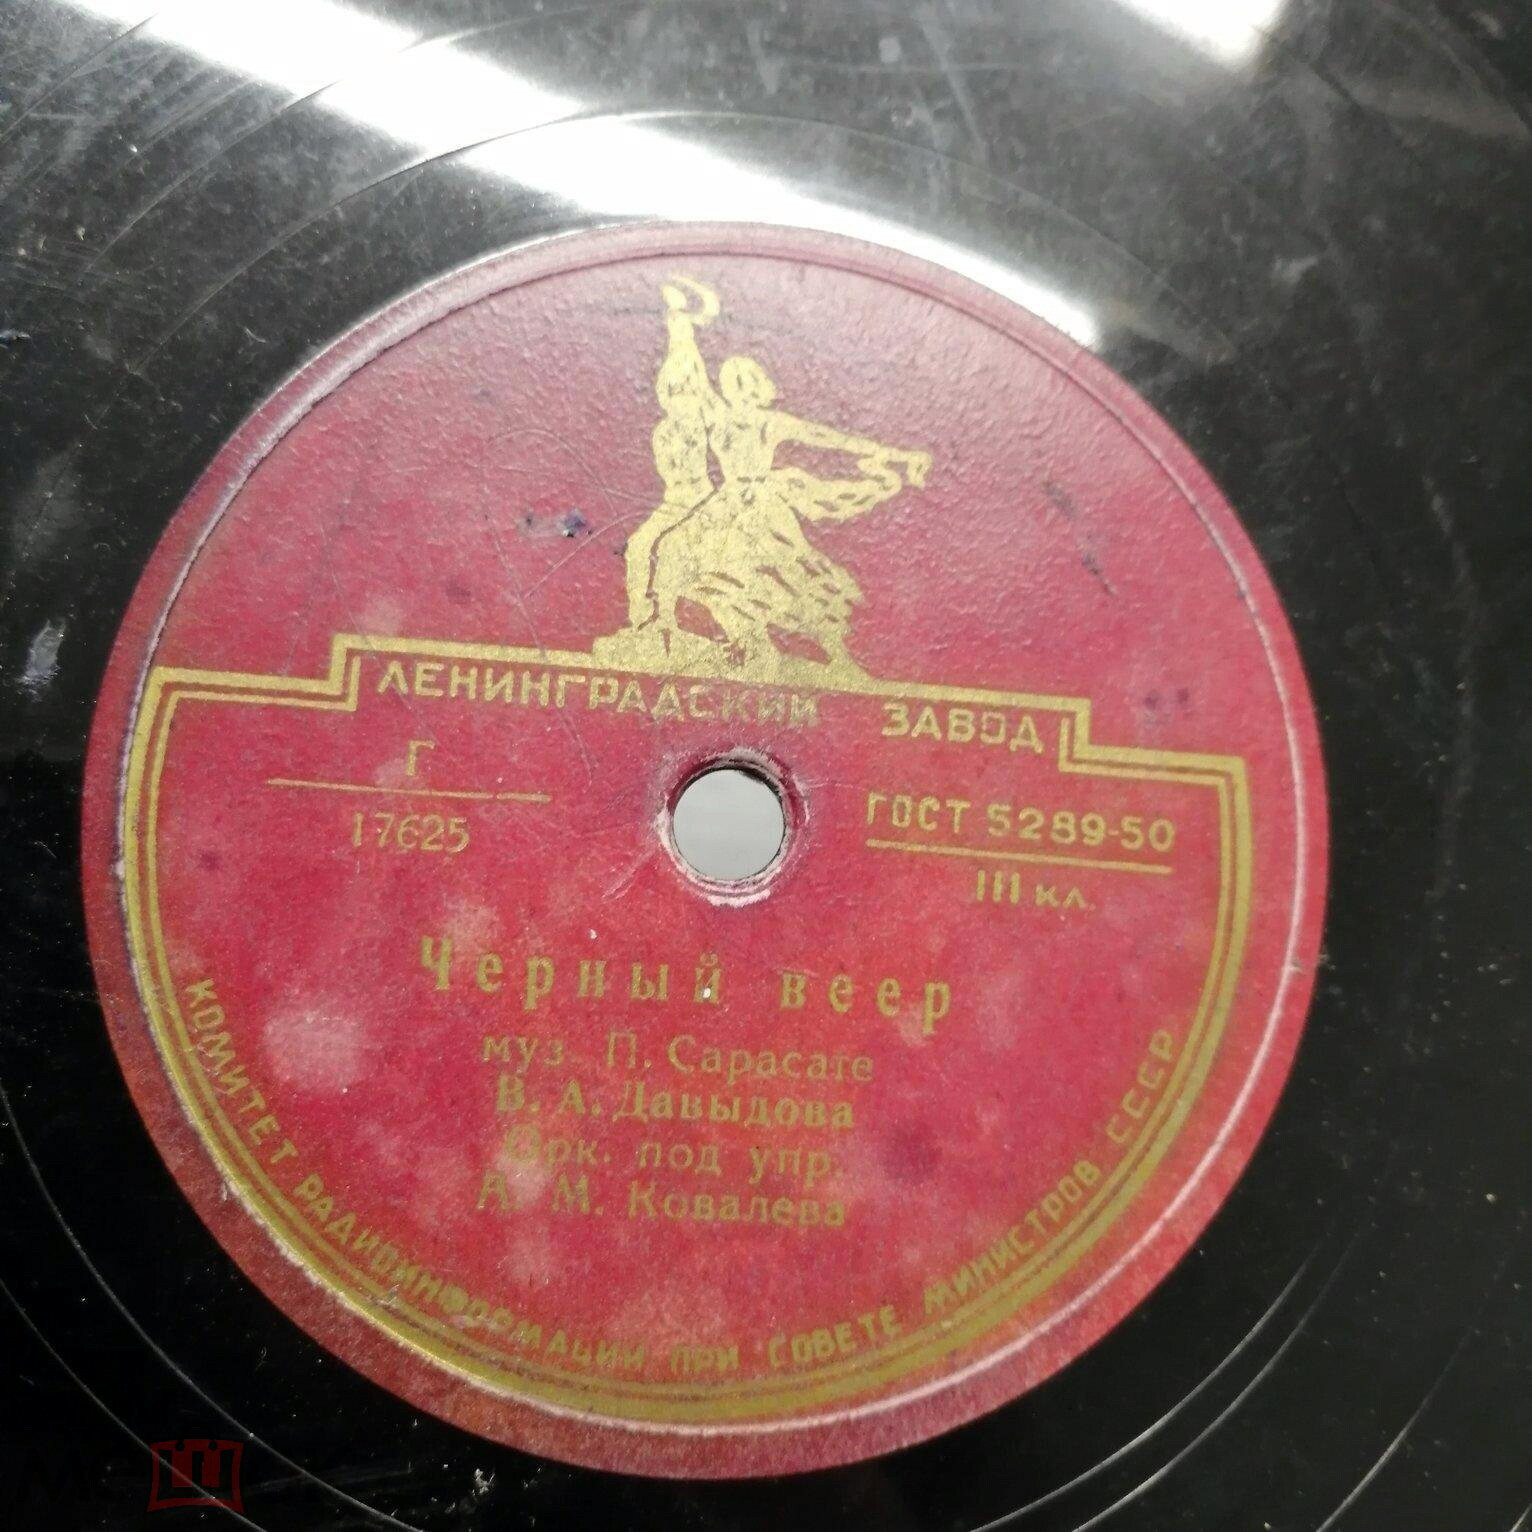 ЛЕНИНГРАДСКИЙ ЗАВОД
Г
17625
ГОСТ 5289-50
III кл.
Черный веер
муз. П. Сарасате
В. А. Давыдова
Орк. под упр.
А. М. Ковалева
КОМИТЕТ РАДИОИНФОРМАЦИИ ПРИ СОВЕТЕ МИНИСТРОВ СССР